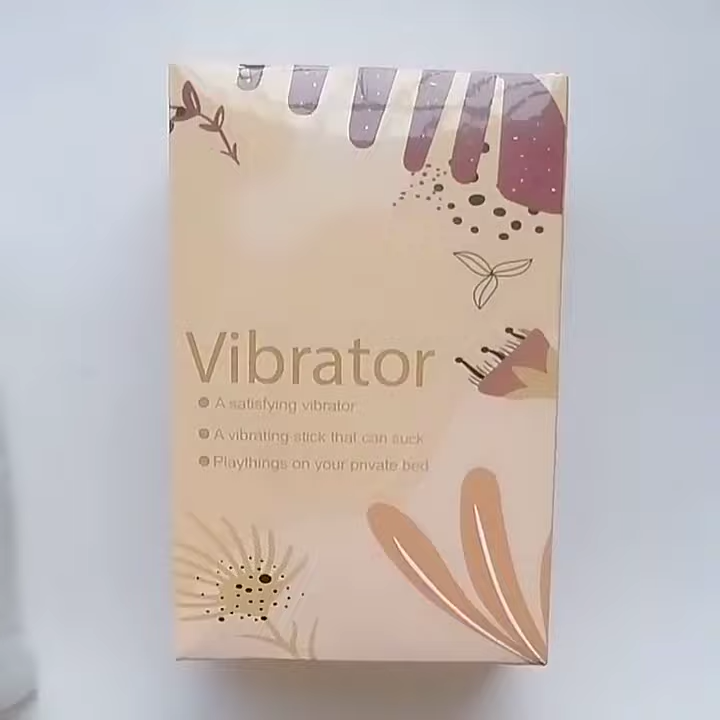 Vibrator
A satisfying vibrator
A vibrating stick that can suck
Playthings on your private bed